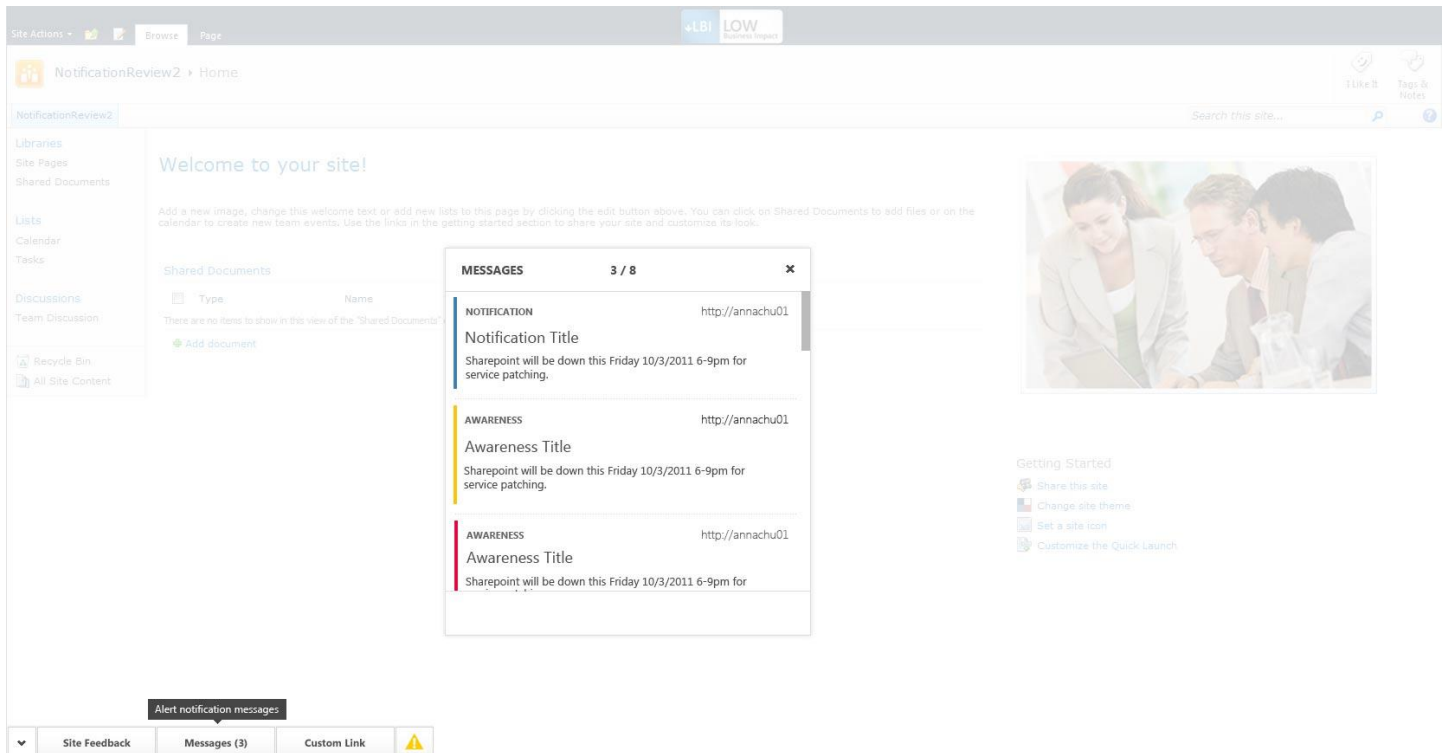 Site Actions
Browse
Page
+LBI LOW
Business Impact
NotificationReview2 ▸ Home
I Like It
Tags &
Notes
NotificationReview2
Search this site...
Libraries
Site Pages
Shared Documents
Lists
Calendar
Tasks
Discussions
Team Discussion
Recycle Bin
All Site Content
Welcome to your site!
Add a new image, change this welcome text or add new lists to this page by clicking the edit button above. You can click on Shared Documents to add files or on the
calendar to create new team events. Use the links in the getting started section to share your site and customize its look.
Shared Documents
Type
Name
There are no items to show in this view of the "Shared Documents"
Add document
MESSAGES 3 / 8
NOTIFICATION http://annachu01
Notification Title
Sharepoint will be down this Friday 10/3/2011 6-9pm for
service patching.
AWARENESS http://annachu01
Awareness Title
Sharepoint will be down this Friday 10/3/2011 6-9pm for
service patching.
AWARENESS http://annachu01
Awareness Title
Sharepoint will be down this Friday 10/3/2011 6-9pm for
Getting Started
Share this site
Change site theme
Set a site icon
Customize the Quick Launch
Alert notification messages
Site Feedback
Messages (3)
Custom Link